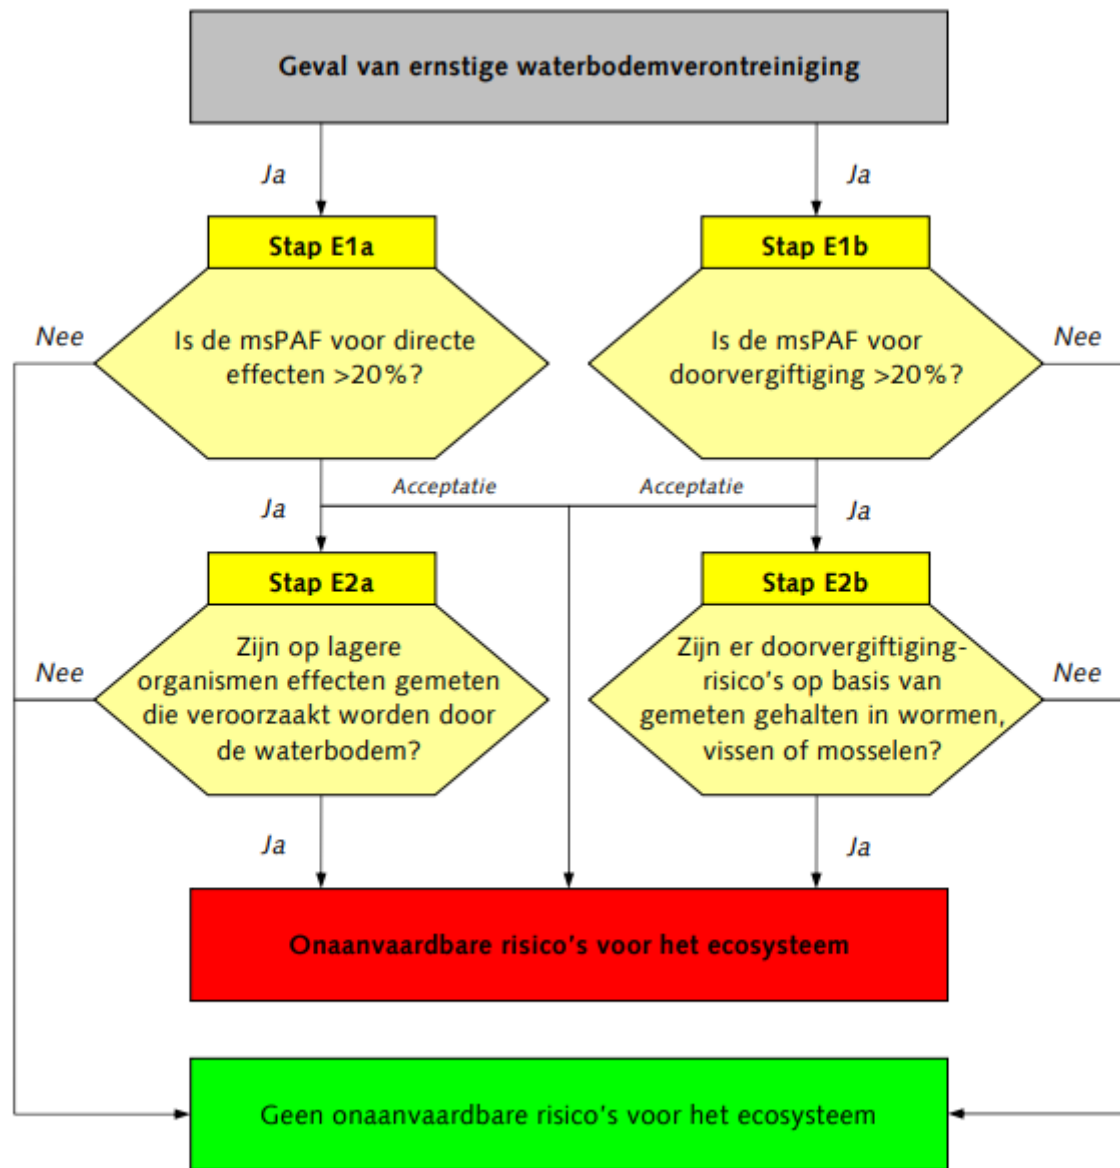 Geval van ernstige waterbodemverontreiniging
Ja
Ja
Stap E1a
Stap E1b
Nee
Is de msPAF voor directe
effecten >20%?
Is de msPAF voor
doorvergiftiging >20%?
Nee
Acceptatie
Acceptatie
Ja
Ja
Stap E2a
Stap E2b
Nee
Zijn op lagere
organismen effecten gemeten
die veroorzaakt worden door
de waterbodem?
Zijn er doorvergiftiging-
risico's op basis van
gemeten gehalten in wormen,
vissen of mosselen?
Nee
Ja
Ja
Onaanvaardbare risico's voor het ecosysteem
Geen onaanvaardbare risico's voor het ecosysteem